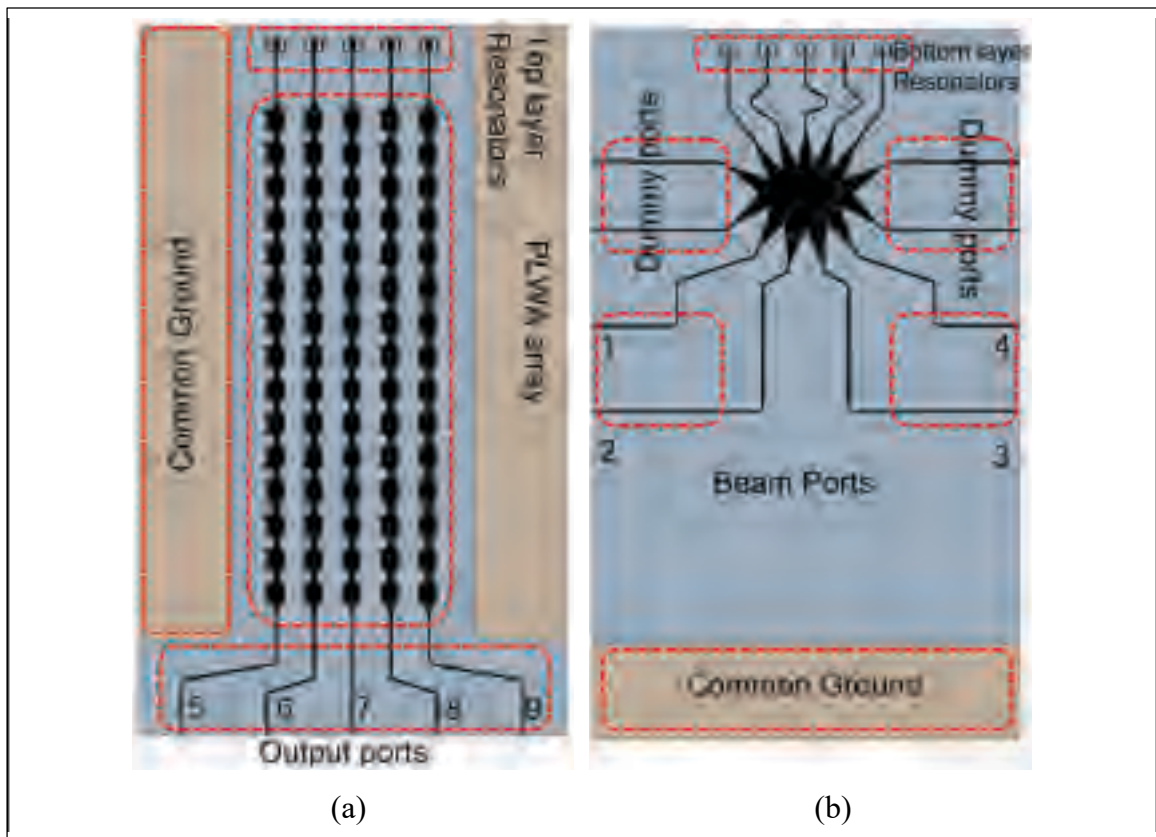 Common Ground
Top layer
Resonators
PLWA array
5 6 7 8 9
Output ports
(a)
Bottom layer
Resonators
Dummy ports
Dummy ports
1
4
2
3
Beam Ports
Common Ground
(b)